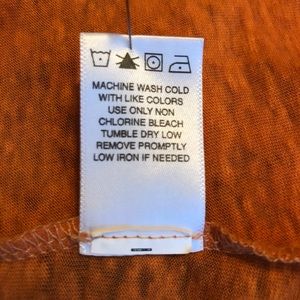 MACHINE WASH COLD
WITH LIKE COLORS
USE ONLY NON
CHLORINE BLEACH
TUMBLE DRY LOW
REMOVE PROMPTLY
LOW IRON IF NEEDED